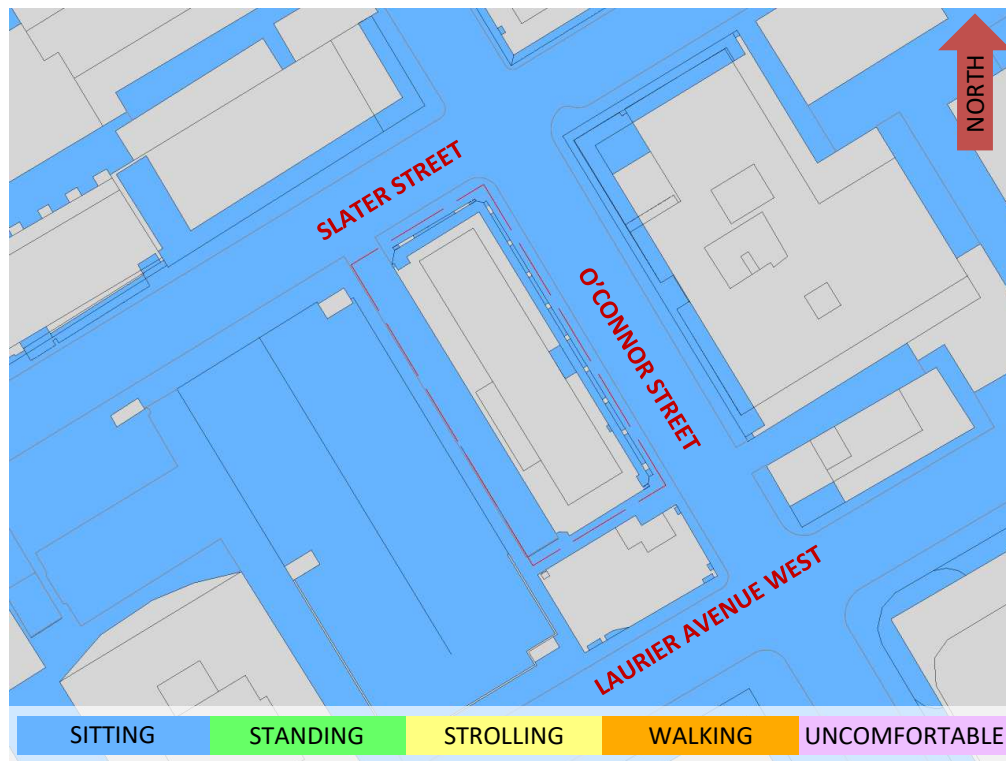 NORTH
SLATER STREET
O'CONNOR STREET
LAURIER AVENUE WEST
SITTING STANDING STROLLING WALKING UNCOMFORTABLE